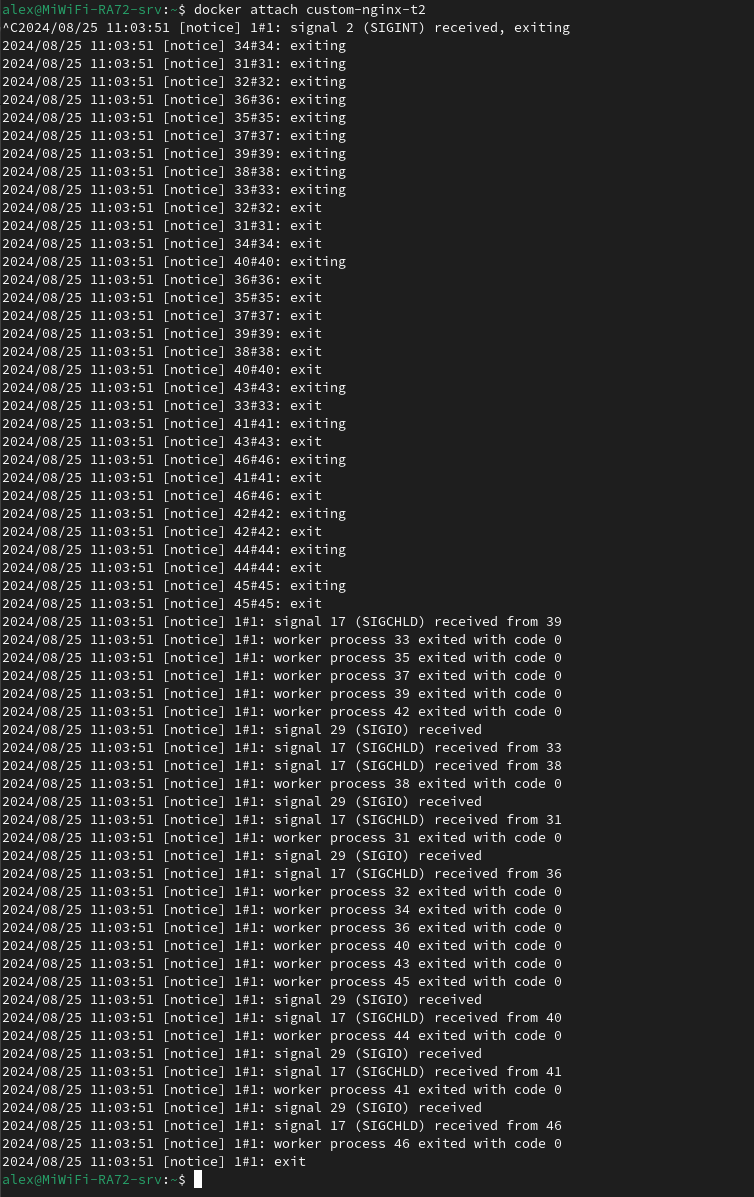 alex@MiWiFi-RA72-srv:~$ docker attach custom-nginx-t2
^C2024/08/25 11:03:51 [notice] 1#1: signal 2 (SIGINT) received, exiting
2024/08/25 11:03:51 [notice] 34#34: exiting
2024/08/25 11:03:51 [notice] 31#31: exiting
2024/08/25 11:03:51 [notice] 32#32: exiting
2024/08/25 11:03:51 [notice] 36#36: exiting
2024/08/25 11:03:51 [notice] 35#35: exiting
2024/08/25 11:03:51 [notice] 37#37: exiting
2024/08/25 11:03:51 [notice] 39#39: exiting
2024/08/25 11:03:51 [notice] 38#38: exiting
2024/08/25 11:03:51 [notice] 33#33: exiting
2024/08/25 11:03:51 [notice] 32#32: exit
2024/08/25 11:03:51 [notice] 31#31: exit
2024/08/25 11:03:51 [notice] 34#34: exit
2024/08/25 11:03:51 [notice] 40#40: exiting
2024/08/25 11:03:51 [notice] 36#36: exit
2024/08/25 11:03:51 [notice] 35#35: exit
2024/08/25 11:03:51 [notice] 37#37: exit
2024/08/25 11:03:51 [notice] 39#39: exit
2024/08/25 11:03:51 [notice] 38#38: exit
2024/08/25 11:03:51 [notice] 40#40: exit
2024/08/25 11:03:51 [notice] 43#43: exiting
2024/08/25 11:03:51 [notice] 33#33: exit
2024/08/25 11:03:51 [notice] 41#41: exiting
2024/08/25 11:03:51 [notice] 43#43: exit
2024/08/25 11:03:51 [notice] 46#46: exiting
2024/08/25 11:03:51 [notice] 41#41: exit
2024/08/25 11:03:51 [notice] 46#46: exit
2024/08/25 11:03:51 [notice] 42#42: exiting
2024/08/25 11:03:51 [notice] 42#42: exit
2024/08/25 11:03:51 [notice] 44#44: exiting
2024/08/25 11:03:51 [notice] 44#44: exit
2024/08/25 11:03:51 [notice] 45#45: exiting
2024/08/25 11:03:51 [notice] 45#45: exit
2024/08/25 11:03:51 [notice] 1#1: signal 17 (SIGCHLD) received from 39
2024/08/25 11:03:51 [notice] 1#1: worker process 33 exited with code 0
2024/08/25 11:03:51 [notice] 1#1: worker process 35 exited with code 0
2024/08/25 11:03:51 [notice] 1#1: worker process 37 exited with code 0
2024/08/25 11:03:51 [notice] 1#1: worker process 39 exited with code 0
2024/08/25 11:03:51 [notice] 1#1: worker process 42 exited with code 0
2024/08/25 11:03:51 [notice] 1#1: signal 29 (SIGIO) received
2024/08/25 11:03:51 [notice] 1#1: signal 17 (SIGCHLD) received from 33
2024/08/25 11:03:51 [notice] 1#1: signal 17 (SIGCHLD) received from 38
2024/08/25 11:03:51 [notice] 1#1: worker process 38 exited with code 0
2024/08/25 11:03:51 [notice] 1#1: signal 29 (SIGIO) received
2024/08/25 11:03:51 [notice] 1#1: signal 17 (SIGCHLD) received from 31
2024/08/25 11:03:51 [notice] 1#1: worker process 31 exited with code 0
2024/08/25 11:03:51 [notice] 1#1: signal 29 (SIGIO) received
2024/08/25 11:03:51 [notice] 1#1: signal 17 (SIGCHLD) received from 36
2024/08/25 11:03:51 [notice] 1#1: worker process 32 exited with code 0
2024/08/25 11:03:51 [notice] 1#1: worker process 34 exited with code 0
2024/08/25 11:03:51 [notice] 1#1: worker process 36 exited with code 0
2024/08/25 11:03:51 [notice] 1#1: worker process 40 exited with code 0
2024/08/25 11:03:51 [notice] 1#1: worker process 43 exited with code 0
2024/08/25 11:03:51 [notice] 1#1: worker process 45 exited with code 0
2024/08/25 11:03:51 [notice] 1#1: signal 29 (SIGIO) received
2024/08/25 11:03:51 [notice] 1#1: signal 17 (SIGCHLD) received from 40
2024/08/25 11:03:51 [notice] 1#1: worker process 44 exited with code 0
2024/08/25 11:03:51 [notice] 1#1: signal 29 (SIGIO) received
2024/08/25 11:03:51 [notice] 1#1: signal 17 (SIGCHLD) received from 41
2024/08/25 11:03:51 [notice] 1#1: worker process 41 exited with code 0
2024/08/25 11:03:51 [notice] 1#1: signal 29 (SIGIO) received
2024/08/25 11:03:51 [notice] 1#1: signal 17 (SIGCHLD) received from 46
2024/08/25 11:03:51 [notice] 1#1: worker process 46 exited with code 0
2024/08/25 11:03:51 [notice] 1#1: exit
alex@MiWiFi-RA72-srv:~$